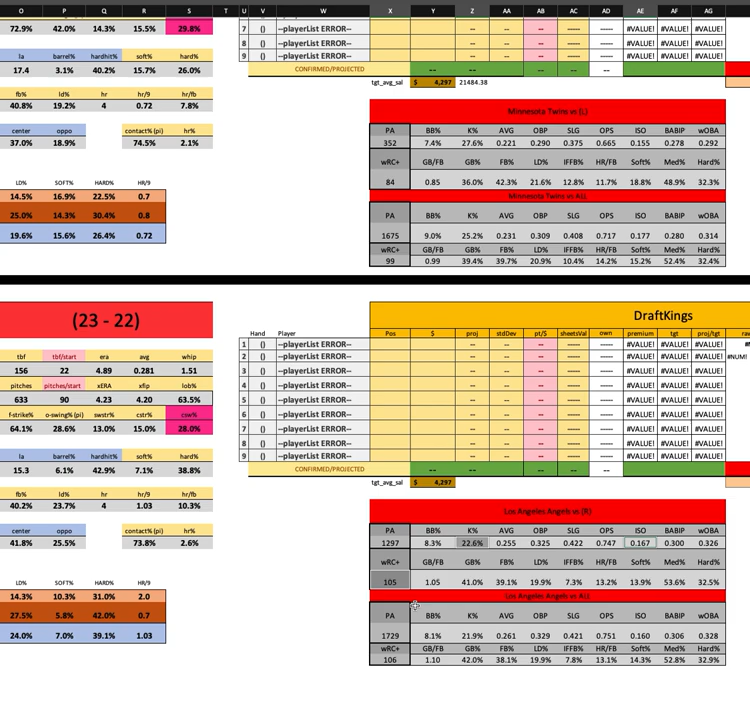 O P Q R S T U V W X Y Z AA AB AC AD AE AF AG
72.9% 42.0% 14.3% 15.5% 29.8% 7 () --playerList ERROR-- -- -- -- ----- ----- #VALUE! #VALUE! #VALUE!
8 () --playerList ERROR-- -- -- -- ----- ----- #VALUE! #VALUE! #VALUE!
la barrel% hardhit% soft% hard% 9 () --playerList ERROR-- -- -- -- ----- ----- #VALUE! #VALUE! #VALUE!
17.4 3.1% 40.2% 15.7% 26.0% CONFIRMED/PROJECTED -- -- -- -- --
tgt_avg_sal $ 4,297 21484.38
fb% ld% hr hr/9 hr/fb
40.8% 19.2% 4 0.72 7.8%
Minnesota Twins vs (L)
center oppo contact% (pi) hr% PA BB% K% AVG OBP SLG OPS ISO BABIP wOBA
37.0% 18.9% 74.5% 2.1% 352 7.4% 27.6% 0.221 0.290 0.375 0.665 0.155 0.278 0.292
wRC+ GB/FB GB% FB% LD% IFFB% HR/FB Soft% Med% Hard%
LD% SOFT% HARD% HR/9 84 0.85 36.0% 42.3% 21.6% 12.8% 11.7% 18.8% 48.9% 32.3%
14.5% 16.9% 22.5% 0.7 Minnesota Twins vs ALL
25.0% 14.3% 30.4% 0.8 PA BB% K% AVG OBP SLG OPS ISO BABIP wOBA
19.6% 15.6% 26.4% 0.72 1675 9.0% 25.2% 0.231 0.309 0.408 0.717 0.177 0.280 0.314
wRC+ GB/FB GB% FB% LD% IFFB% HR/FB Soft% Med% Hard%
99 0.99 39.4% 39.7% 20.9% 10.4% 14.2% 15.2% 52.4% 32.4%
(23 - 22) DraftKings
Hand Player Pos $ proj stdDev pt/$ sheetsVal own premium tgt proj/tgt
1 () --playerList ERROR-- -- -- -- ----- ----- #VALUE! #VALUE! #VALUE!
tbf tbf/start era avg whip 2 () --playerList ERROR-- -- -- -- ----- ----- #VALUE! #VALUE! #VALUE! #NUM!
156 22 4.89 0.281 1.51 3 () --playerList ERROR-- -- -- -- ----- ----- #VALUE! #VALUE! #VALUE!
pitches pitches/start xERA xfip lob% 4 () --playerList ERROR-- -- -- -- ----- ----- #VALUE! #VALUE! #VALUE!
633 90 4.23 4.20 63.5% 5 () --playerList ERROR-- -- -- -- ----- ----- #VALUE! #VALUE! #VALUE!
f-strike% o-swing% (pi) swstr% cstr% csw% 6 () --playerList ERROR-- -- -- -- ----- ----- #VALUE! #VALUE! #VALUE!
64.1% 28.6% 13.0% 15.0% 28.0% 7 () --playerList ERROR-- -- -- -- ----- ----- #VALUE! #VALUE! #VALUE!
8 () --playerList ERROR-- -- -- -- ----- ----- #VALUE! #VALUE! #VALUE!
la barrel% hardhit% soft% hard% 9 () --playerList ERROR-- -- -- -- ----- ----- #VALUE! #VALUE! #VALUE!
15.3 6.1% 42.9% 7.1% 38.8% CONFIRMED/PROJECTED -- -- -- -- --
tgt_avg_sal $ 4,297
fb% ld% hr hr/9 hr/fb
40.2% 23.7% 4 1.03 10.3%
Los Angeles Angels vs (R)
center oppo contact% (pi) hr% PA BB% K% AVG OBP SLG OPS ISO BABIP wOBA
41.8% 25.5% 73.8% 2.6% 1297 8.3% 22.6% 0.255 0.325 0.422 0.747 0.167 0.300 0.326
wRC+ GB/FB GB% FB% LD% IFFB% HR/FB Soft% Med% Hard%
LD% SOFT% HARD% HR/9 105 1.05 41.0% 39.1% 19.9% 7.3% 13.2% 13.9% 53.6% 32.5%
14.3% 10.3% 31.0% 2.0 Los Angeles Angels vs ALL
27.5% 5.8% 42.0% 0.7 PA BB% K% AVG OBP SLG OPS ISO BABIP wOBA
24.0% 7.0% 39.1% 1.03 1729 8.1% 21.9% 0.261 0.329 0.421 0.751 0.160 0.306 0.328
wRC+ GB/FB GB% FB% LD% IFFB% HR/FB Soft% Med% Hard%
106 1.10 42.0% 38.1% 19.9% 7.8% 13.1% 14.3% 52.8% 32.9%